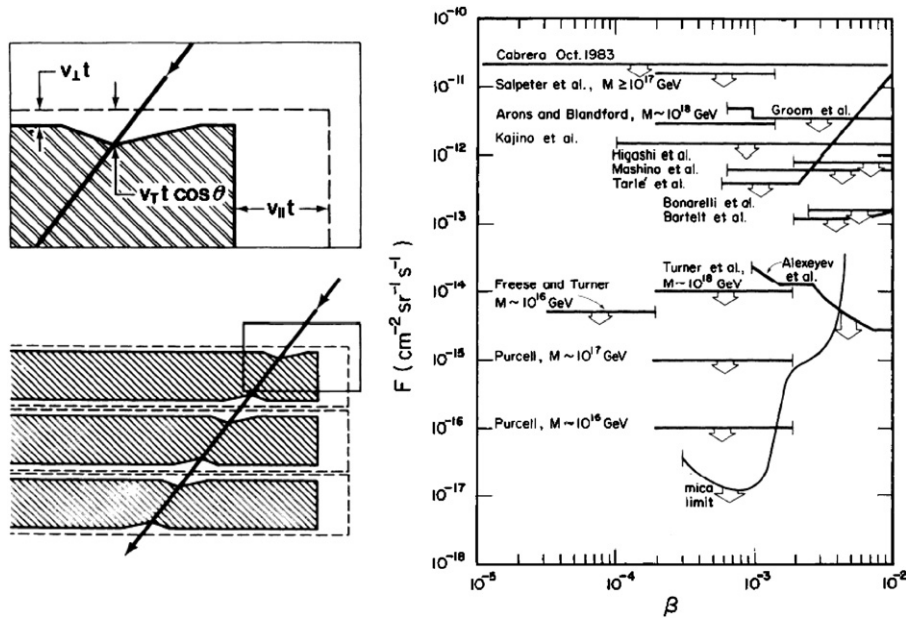 v⊥t
v_T t cos θ
v∥t
F (cm⁻² sr⁻¹ s⁻¹)
10⁻¹⁰
10⁻¹¹
10⁻¹²
10⁻¹³
10⁻¹⁴
10⁻¹⁵
10⁻¹⁶
10⁻¹⁷
10⁻¹⁸
Cabrera Oct. 1983
Salpeter et al., M ≥ 10¹⁷ GeV
Arons and Blandford, M ~ 10¹⁸ GeV
Groom et al.
Kajino et al.
Higashi et al.
Mashino et al.
Tarle' et al.
Bonarelli et al.
Bartelt et al.
Alexeyev
et al.
Turner et al.,
M ~ 10¹⁸ GeV
Freese and Turner
M ~ 10¹⁶ GeV
Purcell, M ~ 10¹⁷ GeV
Purcell, M ~ 10¹⁶ GeV
mica
limit
10⁻⁵
10⁻⁴
10⁻³
10⁻²
β